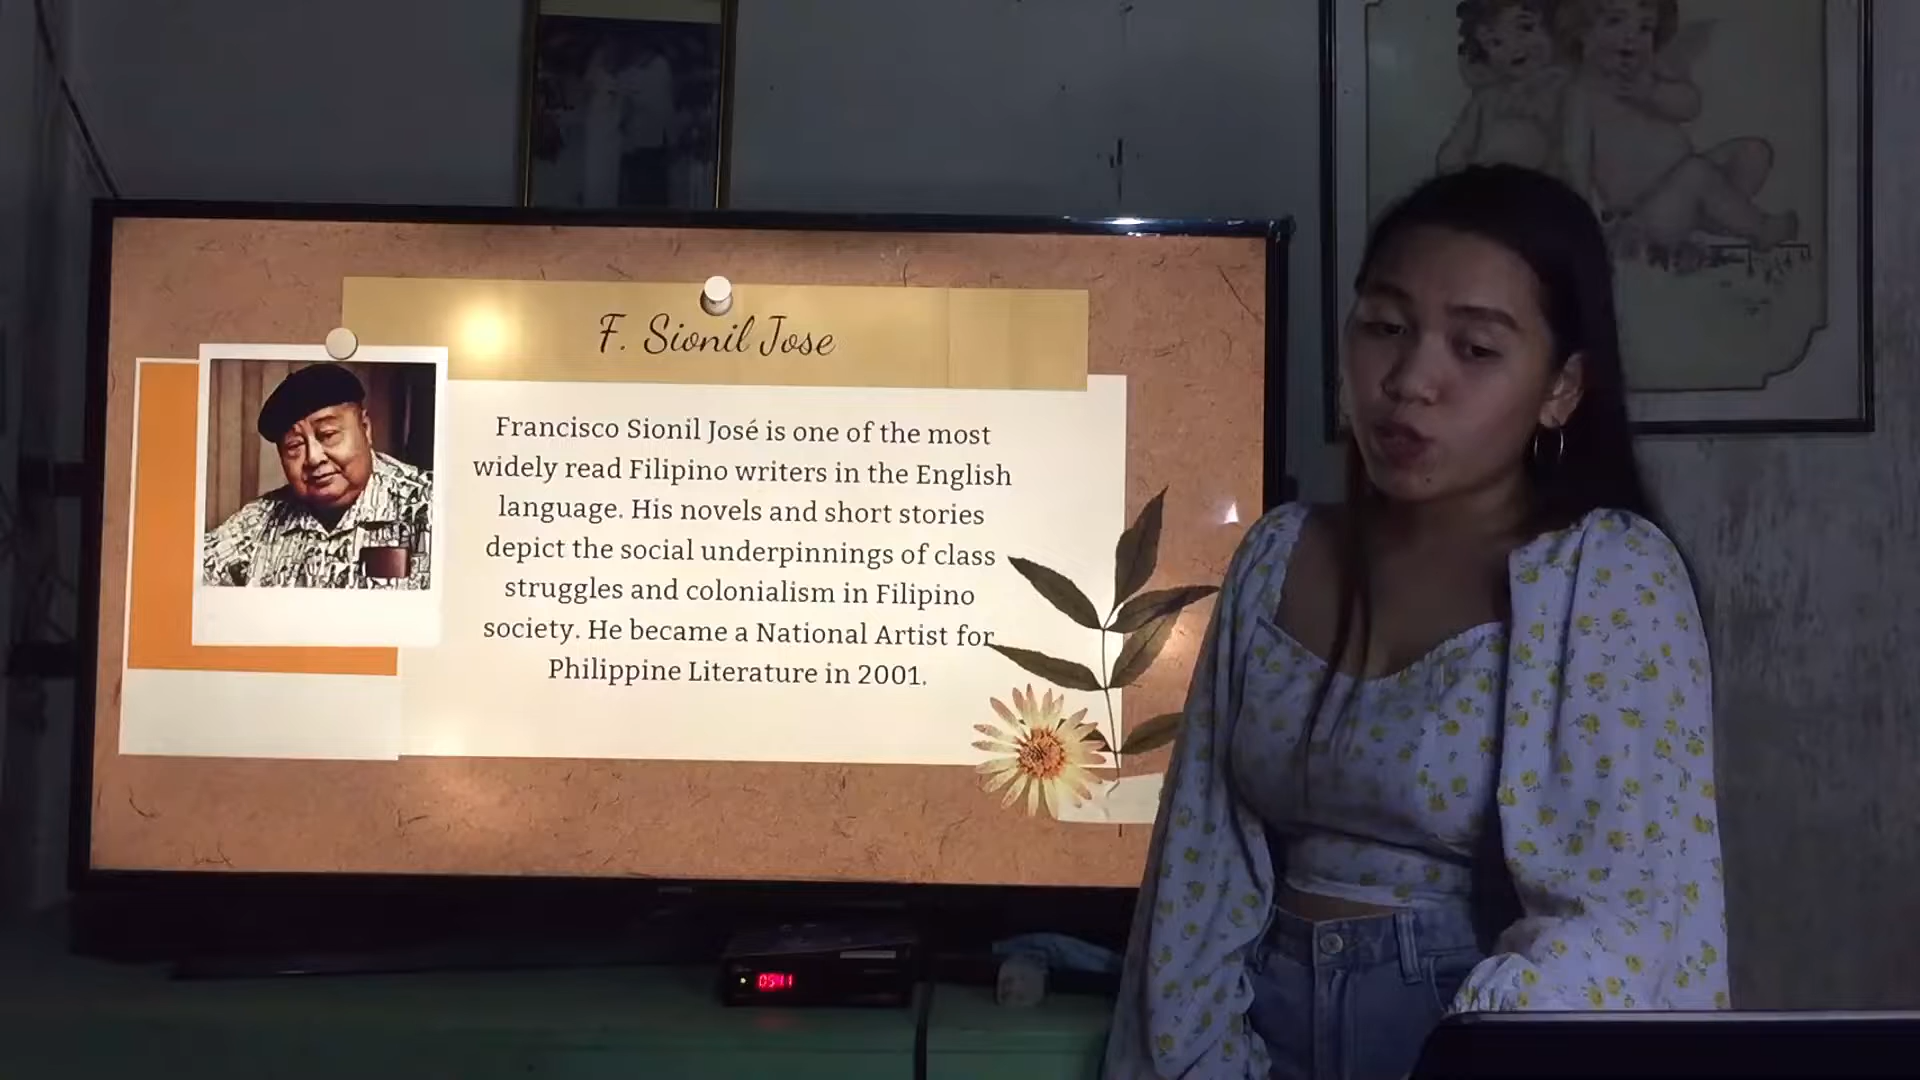 F. Sionil Jose
Francisco Sionil José is one of the most
widely read Filipino writers in the English
language. His novels and short stories
depict the social underpinnings of class
struggles and colonialism in Filipino
society. He became a National Artist for
Philippine Literature in 2001.
05:11